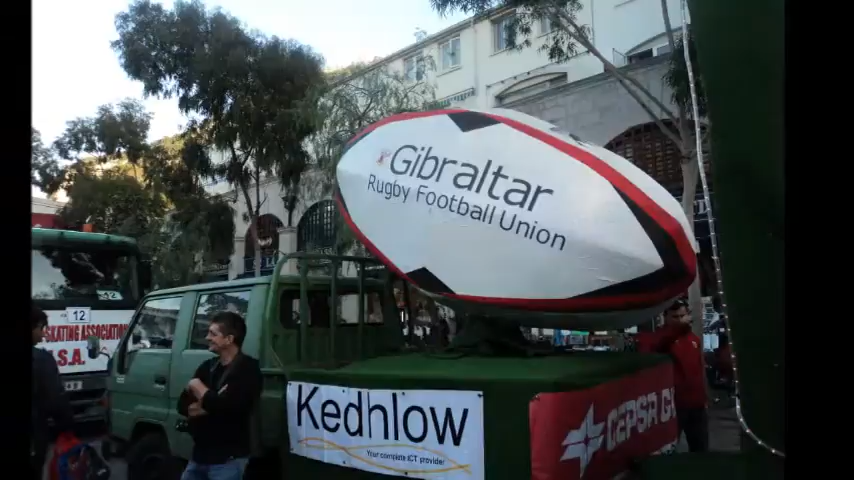 Gibraltar
Rugby Football Union
12
SKATING ASSOCIATION
S.A.
Kedhlow
Your complete ICT provider
CEPSA